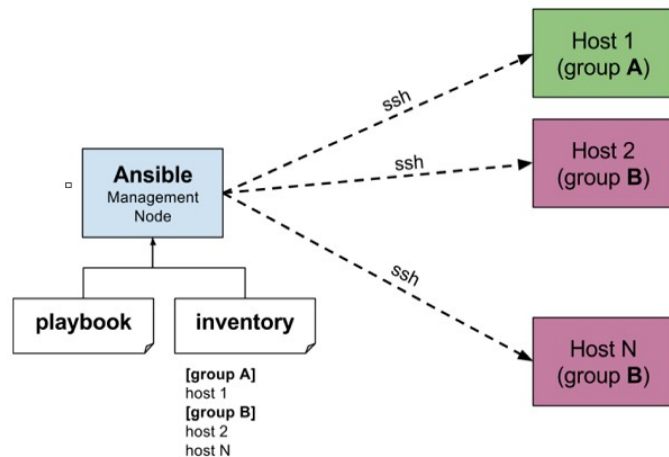 Host 1
(group A)
ssh
Host 2
(group B)
ssh
Ansible
Management
Node
ssh
playbook
inventory
Host N
(group B)
[group A]
host 1
[group B]
host 2
host N